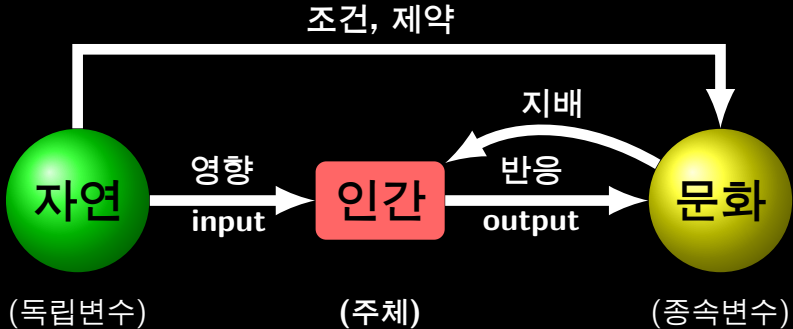 조건, 제약
지배
영향
반응
자연
인간
문화
input
output
(독립변수)
(주체)
(종속변수)